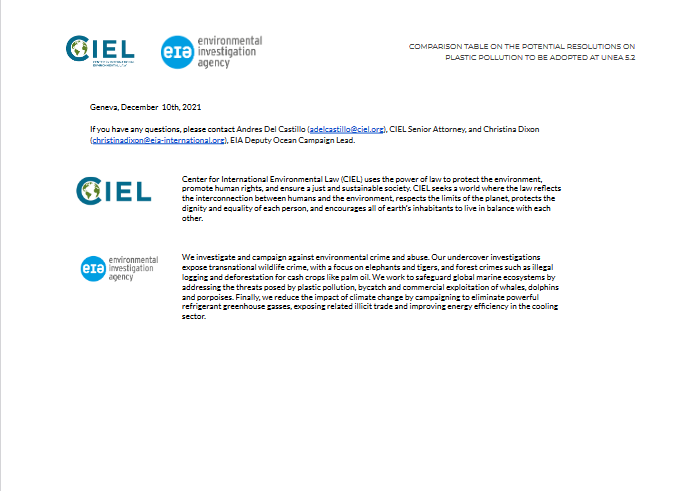 CIEL
CENTER for INTERNATIONAL
ENVIRONMENTAL LAW
eia
environmental
investigation
agency
COMPARISON TABLE ON THE POTENTIAL RESOLUTIONS ON
PLASTIC POLLUTION TO BE ADOPTED AT UNEA 5.2
Geneva, December 10th, 2021
If you have any questions, please contact Andres Del Castillo (adelcastillo@ciel.org), CIEL Senior Attorney, and Christina Dixon
(christinadixon@eia-international.org), EIA Deputy Ocean Campaign Lead.
CIEL
Center for International Environmental Law (CIEL) uses the power of law to protect the environment,
promote human rights, and ensure a just and sustainable society. CIEL seeks a world where the law reflects
the interconnection between humans and the environment, respects the limits of the planet, protects the
dignity and equality of each person, and encourages all of earth's inhabitants to live in balance with each
other.
eia
environmental
investigation
agency
We investigate and campaign against environmental crime and abuse. Our undercover investigations
expose transnational wildlife crime, with a focus on elephants and tigers, and forest crimes such as illegal
logging and deforestation for cash crops like palm oil. We work to safeguard global marine ecosystems by
addressing the threats posed by plastic pollution, bycatch and commercial exploitation of whales, dolphins
and porpoises. Finally, we reduce the impact of climate change by campaigning to eliminate powerful
refrigerant greenhouse gasses, exposing related illicit trade and improving energy efficiency in the cooling
sector.